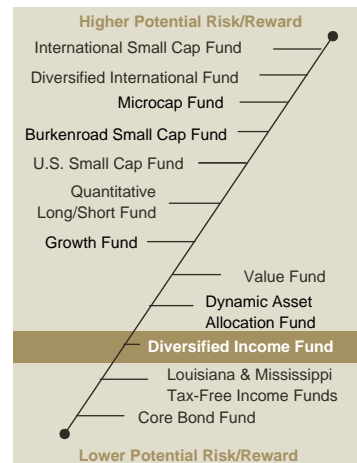 Higher Potential Risk/Reward
International Small Cap Fund
Diversified International Fund
Microcap Fund
Burkenroad Small Cap Fund
U.S. Small Cap Fund
Quantitative
Long/Short Fund
Growth Fund
Value Fund
Dynamic Asset
Allocation Fund
Diversified Income Fund
Louisiana & Mississippi
Tax-Free Income Funds
Core Bond Fund
Lower Potential Risk/Reward